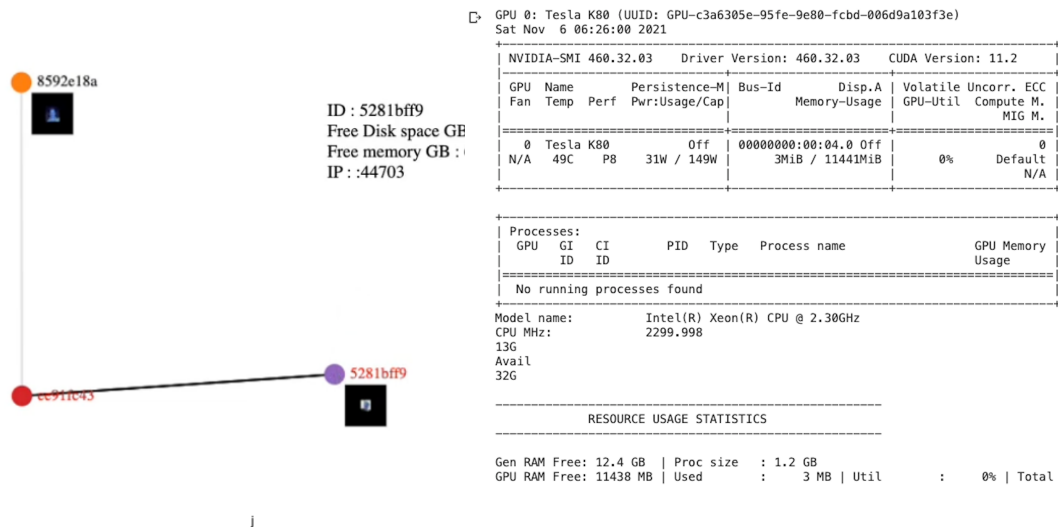 8592e18a
ID : 5281bff9
Free Disk space GB
Free memory GB :
IP : :44703
5281bff9
cc91fc43
j
GPU 0: Tesla K80 (UUID: GPU-c3a6305e-95fe-9e80-fcbd-006d9a103f3e)
Sat Nov 6 06:26:00 2021
NVIDIA-SMI 460.32.03 Driver Version: 460.32.03 CUDA Version: 11.2
GPU Name Persistence-M| Bus-Id Disp.A | Volatile Uncorr. ECC
Fan Temp Perf Pwr:Usage/Cap| Memory-Usage | GPU-Util Compute M.
MIG M.
0 Tesla K80 Off | 00000000:00:04.0 Off | 0
N/A 49C P8 31W / 149W | 3MiB / 11441MiB | 0% Default
N/A
Processes:
GPU GI CI PID Type Process name GPU Memory
ID ID Usage
No running processes found
Model name: Intel(R) Xeon(R) CPU @ 2.30GHz
CPU MHz: 2299.998
13G
Avail
32G
RESOURCE USAGE STATISTICS
Gen RAM Free: 12.4 GB | Proc size : 1.2 GB
GPU RAM Free: 11438 MB | Used : 3 MB | Util : 0% | Total